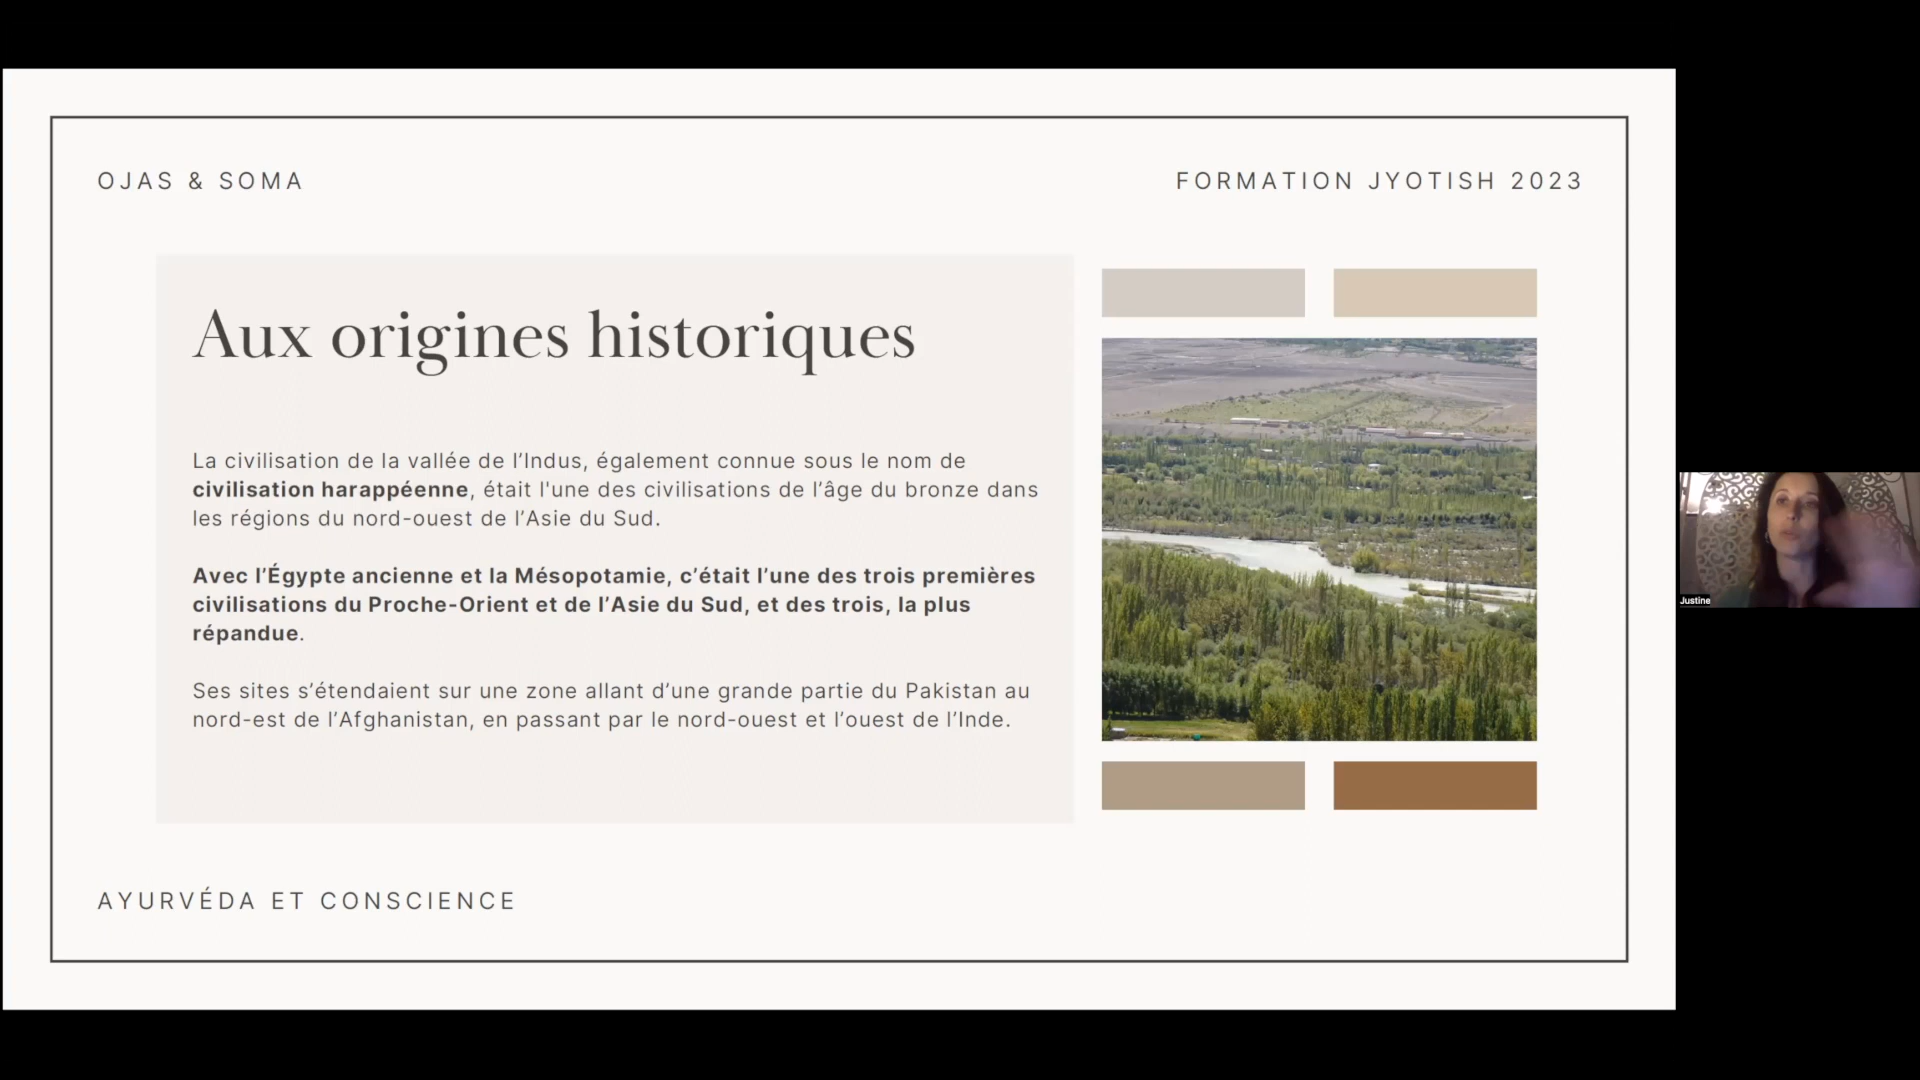 OJAS & SOMA
FORMATION JYOTISH 2023
Aux origines historiques
La civilisation de la vallée de l’Indus, également connue sous le nom de
civilisation harappéenne, était l'une des civilisations de l’âge du bronze dans
les régions du nord-ouest de l’Asie du Sud.
Avec l’Égypte ancienne et la Mésopotamie, c’était l’une des trois premières
civilisations du Proche-Orient et de l’Asie du Sud, et des trois, la plus
répandue.
Ses sites s’étendaient sur une zone allant d’une grande partie du Pakistan au
nord-est de l’Afghanistan, en passant par le nord-ouest et l’ouest de l’Inde.
Justine
AYURVÉDA ET CONSCIENCE